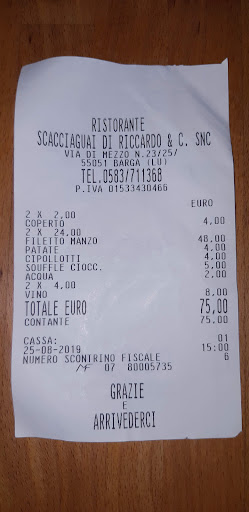 RISTORANTE
SCACCIAGUAI DI RICCARDO & C. SNC
VIA DI MEZZO N.23/25/
55051 BARGA (LU)
TEL.0583/711368
P.IVA 01533430466
EURO
2 X 2,00
COPERTO 4,00
2 X 24,00
FILETTO MANZO 48,00
PATATE 4,00
CIPOLLOTTI 4,00
SOUFFLE CIOCC. 5,00
ACQUA 2,00
2 X 4,00
VINO 8,00
TOTALE EURO 75,00
CONTANTE 75,00
CASSA: 01
25-08-2019 15:00
NUMERO SCONTRINO FISCALE 6
MF 07 80005735
GRAZIE
E
ARRIVEDERCI